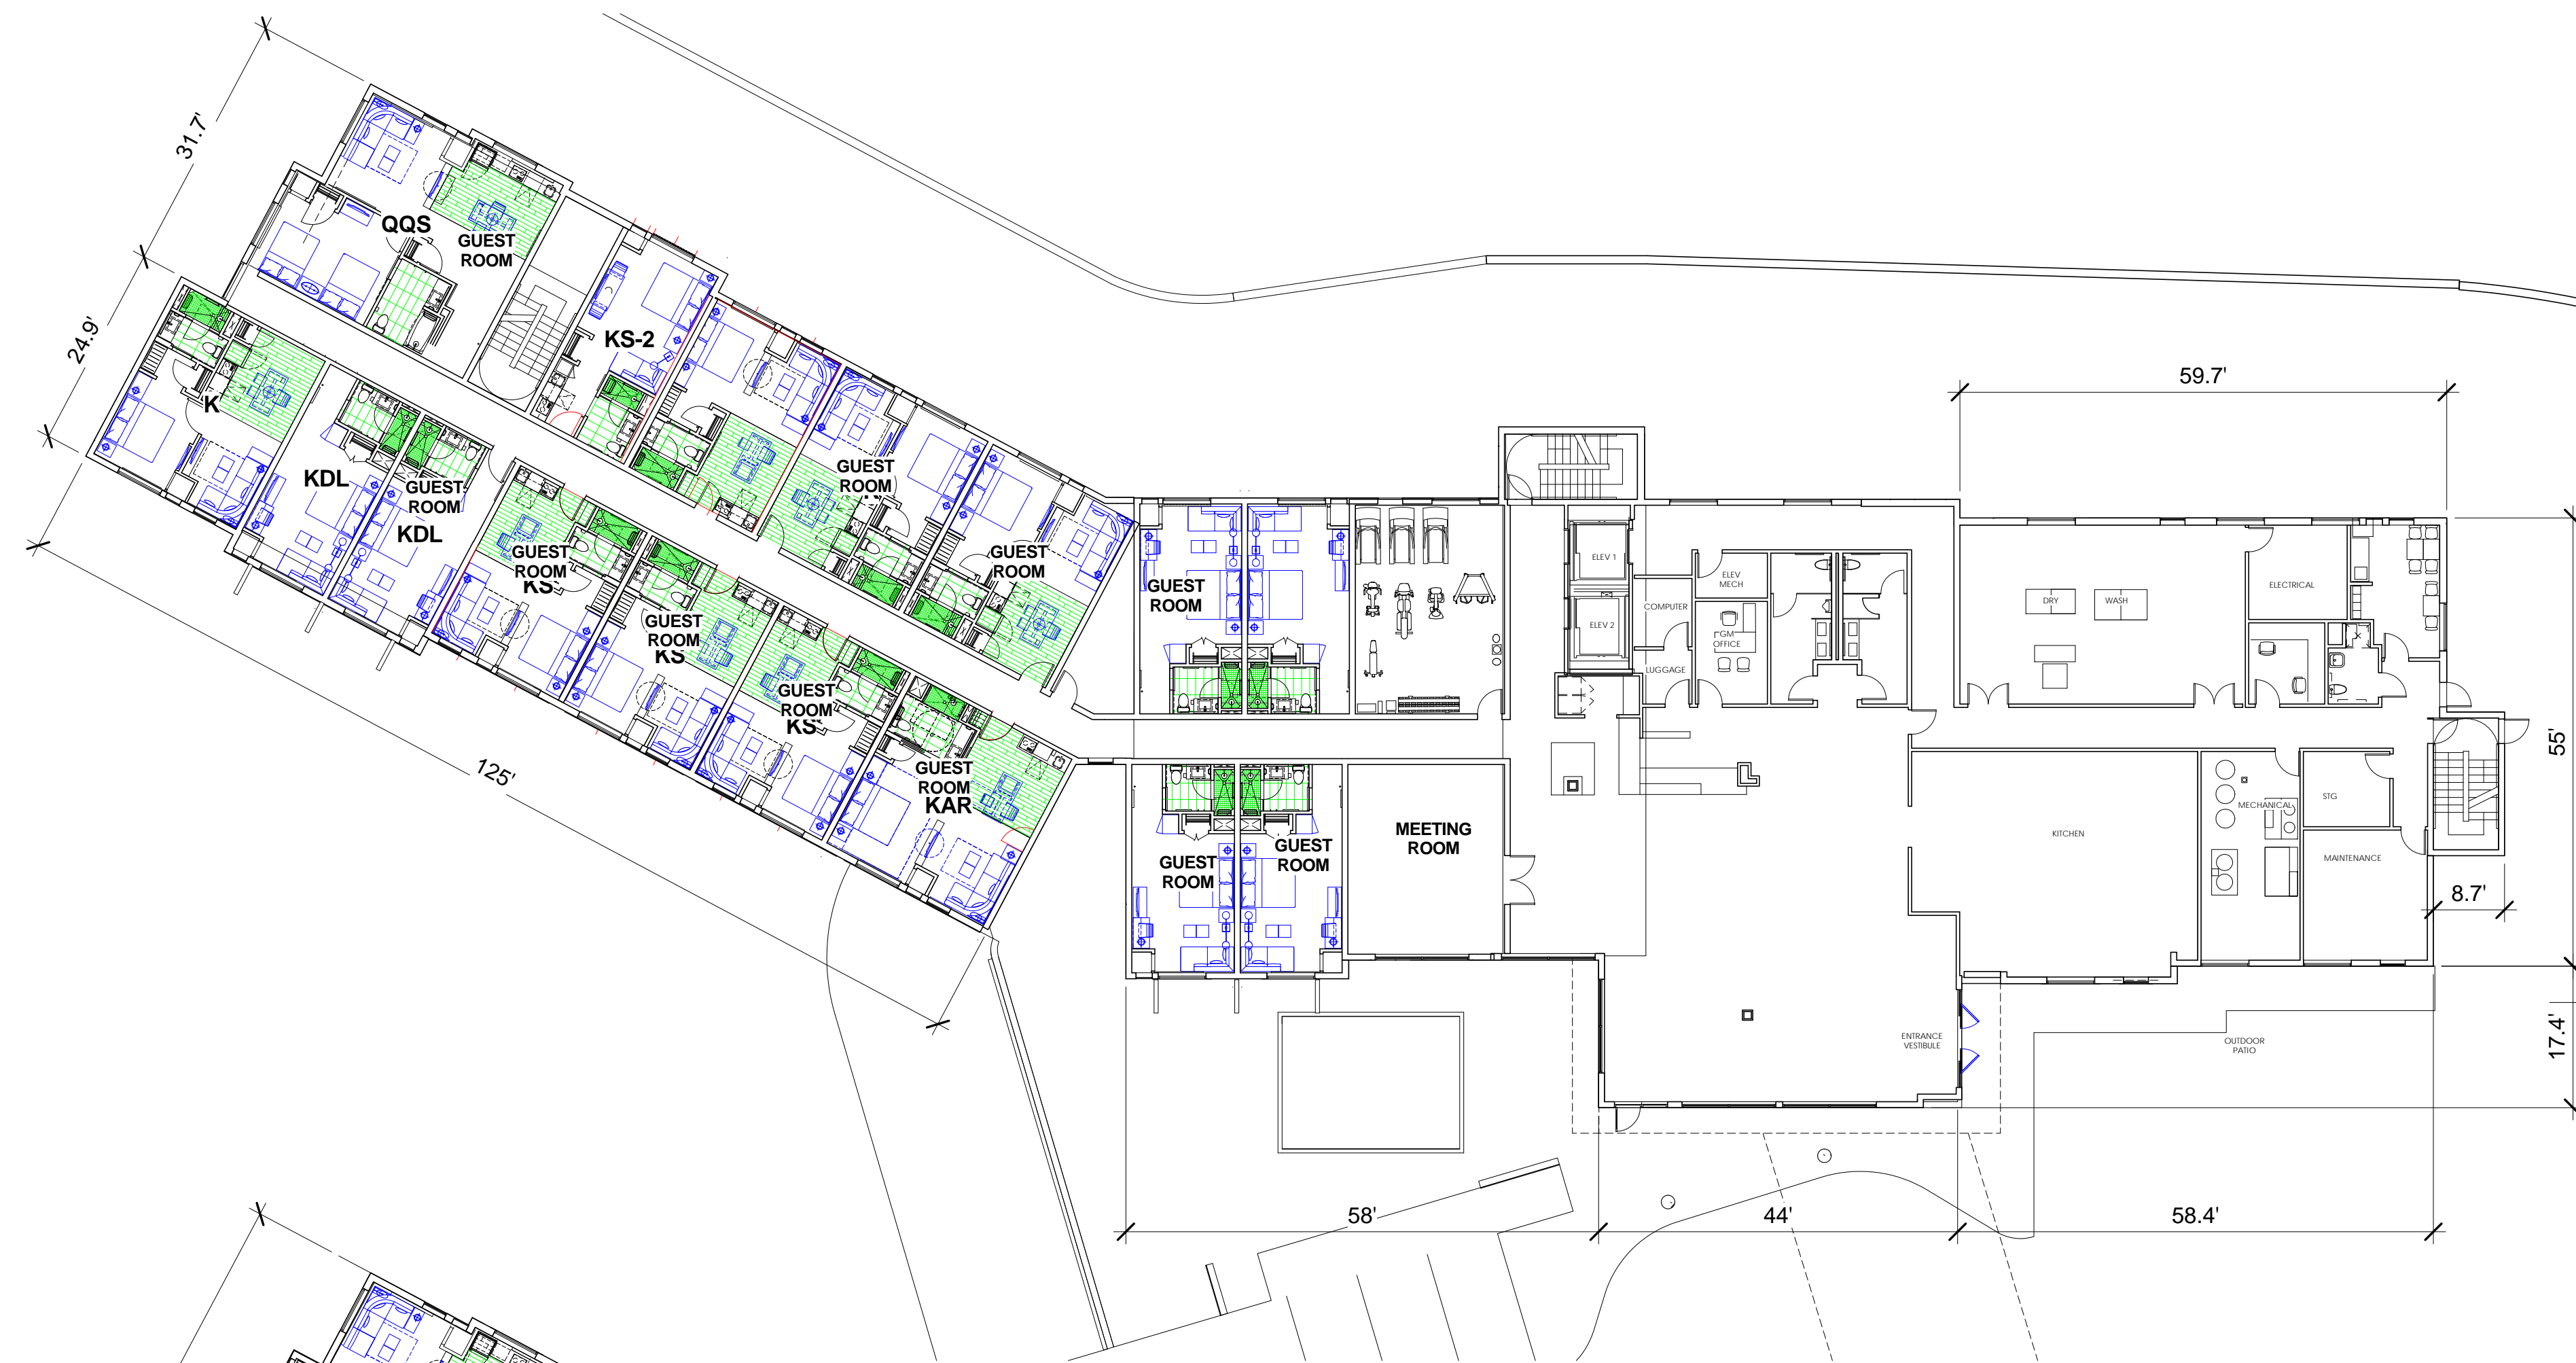 31.7'
24.9'
125'
QQS
GUEST
ROOM
KS-2
K
KDL
GUEST
ROOM
KDL
GUEST
ROOM
KS
GUEST
ROOM
KS
GUEST
ROOM
KS
GUEST
ROOM
KAR
GUEST
ROOM
GUEST
ROOM
GUEST
ROOM
GUEST
ROOM
GUEST
ROOM
MEETING
ROOM
ELEV 1
ELEV 2
ELEV
MECH
COMPUTER
GM
OFFICE
LUGGAGE
DRY
WASH
ELECTRICAL
KITCHEN
MECHANICAL
STG
MAINTENANCE
ENTRANCE
VESTIBULE
OUTDOOR
PATIO
59.7'
55'
8.7'
17.4'
58'
44'
58.4'